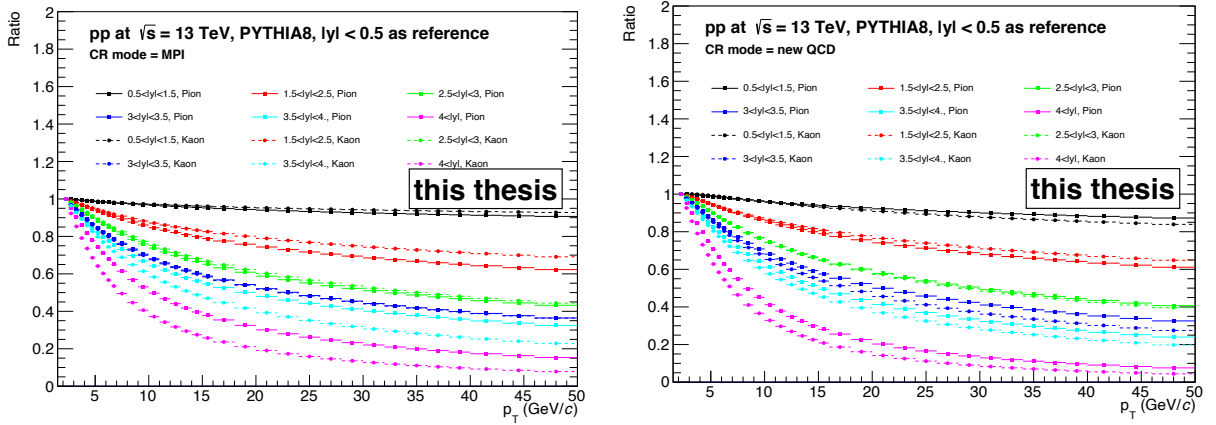 Ratio
pp at √s = 13 TeV, PYTHIA8, |y| < 0.5 as reference
CR mode = MPI
0.5<|y|<1.5, Pion
1.5<|y|<2.5, Pion
2.5<|y|<3, Pion
3<|y|<3.5, Pion
3.5<|y|<4., Pion
4<|y|, Pion
0.5<|y|<1.5, Kaon
1.5<|y|<2.5, Kaon
2.5<|y|<3, Kaon
3<|y|<3.5, Kaon
3.5<|y|<4., Kaon
4<|y|, Kaon
this thesis
2
1.8
1.6
1.4
1.2
1
0.8
0.6
0.4
0.2
0
5 10 15 20 25 30 35 40 45 50
p_T (GeV/c)
Ratio
pp at √s = 13 TeV, PYTHIA8, |y| < 0.5 as reference
CR mode = new QCD
0.5<|y|<1.5, Pion
1.5<|y|<2.5, Pion
2.5<|y|<3, Pion
3<|y|<3.5, Pion
3.5<|y|<4., Pion
4<|y|, Pion
0.5<|y|<1.5, Kaon
1.5<|y|<2.5, Kaon
2.5<|y|<3, Kaon
3<|y|<3.5, Kaon
3.5<|y|<4., Kaon
4<|y|, Kaon
this thesis
2
1.8
1.6
1.4
1.2
1
0.8
0.6
0.4
0.2
0
5 10 15 20 25 30 35 40 45 50
p_T (GeV/c)